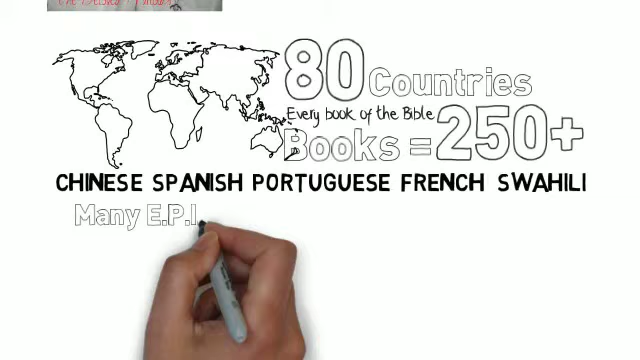 80 Countries
Every book of the Bible
Books = 250+
CHINESE SPANISH PORTUGUESE FRENCH SWAHILI
Many E.P.I.